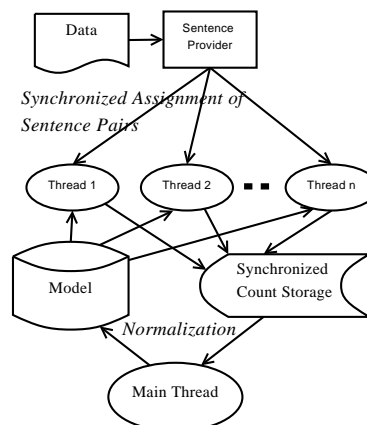 Data
Sentence
Provider
Synchronized Assignment of
Sentence Pairs
Thread 1
Thread 2
Thread n
Model
Synchronized
Count Storage
Normalization
Main Thread